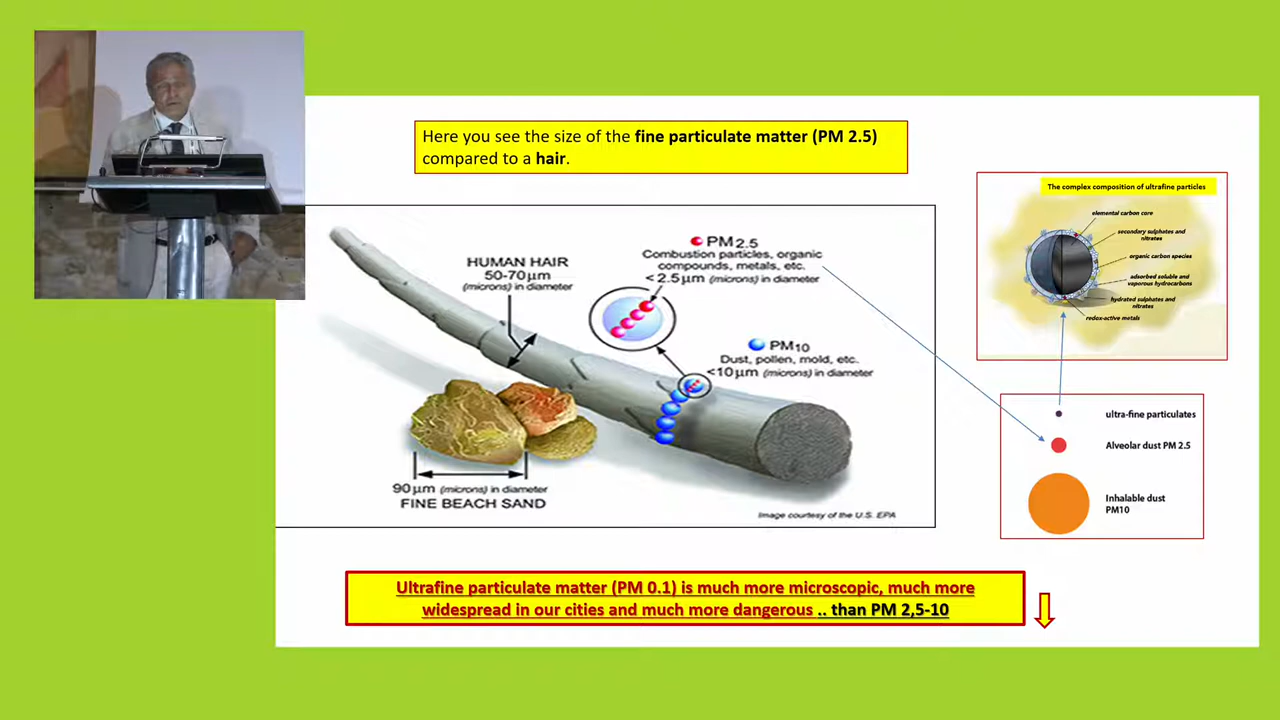 Here you see the size of the fine particulate matter (PM 2.5)
compared to a hair.
The complex composition of ultrafine particles
elemental carbon core
secondary sulphates and
nitrates
organic carbon species
adsorbed soluble and
vaporous hydrocarbons
hydrated sulphates and
nitrates
redox-active metals
HUMAN HAIR
50-70μm
(microns) in diameter
PM2.5
Combustion particles, organic
compounds, metals, etc.
<2.5μm (microns) in diameter
PM10
Dust, pollen, mold, etc.
<10μm (microns) in diameter
90μm (microns) in diameter
FINE BEACH SAND
Image courtesy of the U.S. EPA
ultra-fine particulates
Alveolar dust PM 2.5
Inhalable dust
PM10
Ultrafine particulate matter (PM 0.1) is much more microscopic, much more
widespread in our cities and much more dangerous .. than PM 2,5-10